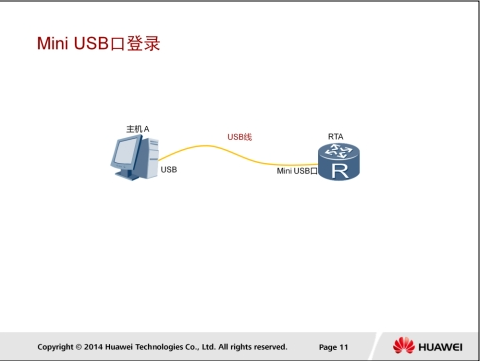 Mini USB口登录
主机 A
USB线
RTA
USB
Mini USB口
R
Copyright © 2014 Huawei Technologies Co., Ltd. All rights reserved.
Page 11
HUAWEI